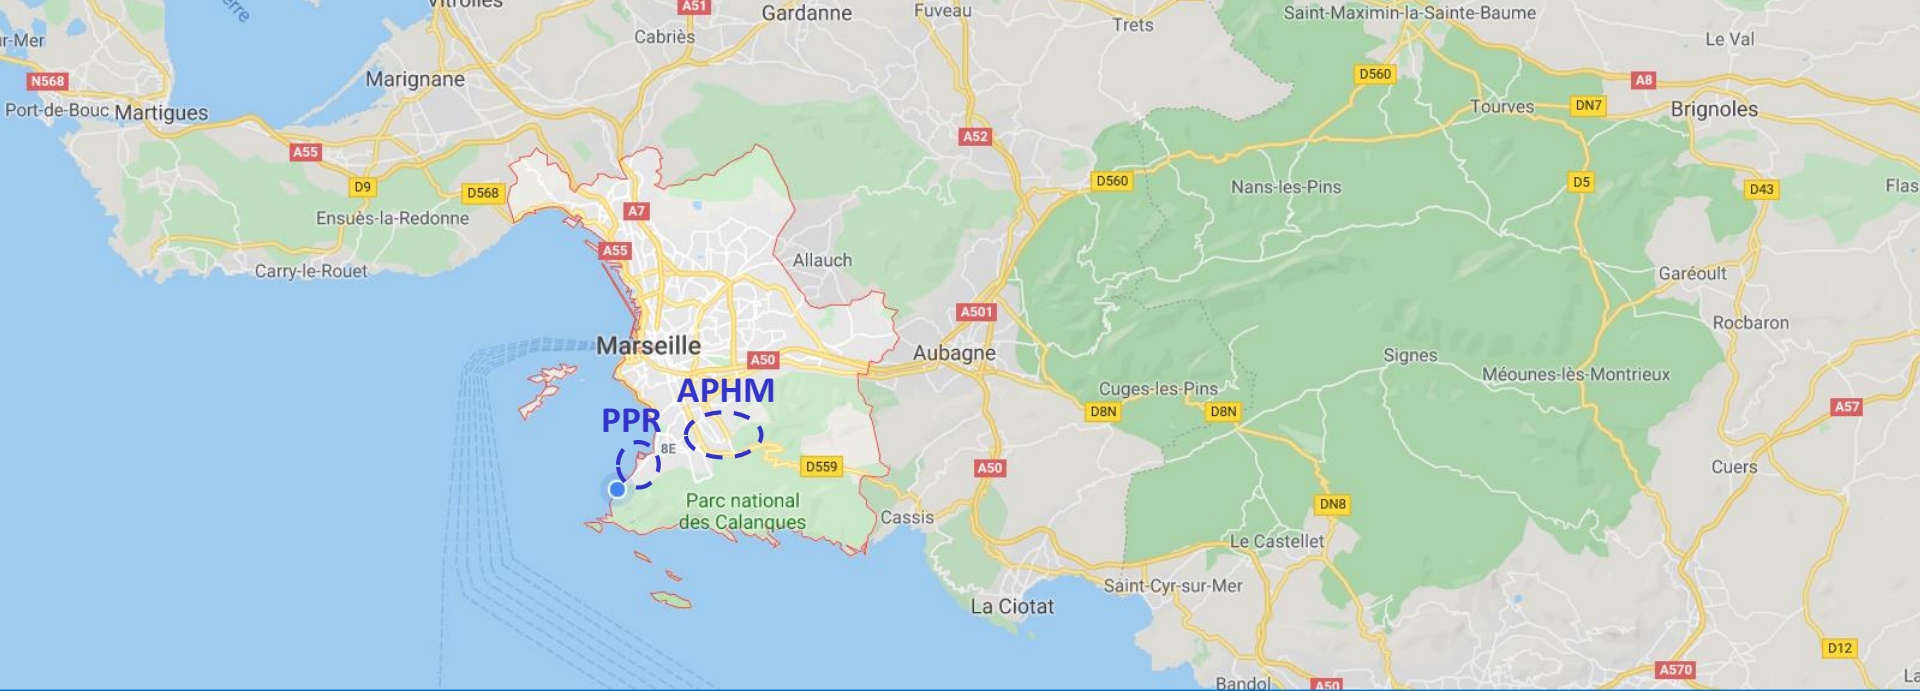 Vitrolles
A51
Gardanne
Fuveau
Saint-Maximin-la-Sainte-Baume
Trets
Cabriès
Le Val
r-Mer
erre
Marignane
N568
D560
A8
Port-de-Bouc
Martigues
Tourves
DN7
Brignoles
A52
A55
D9
D568
D560
Nans-les-Pins
D5
D43
Flas
A7
Ensuès-la-Redonne
A55
Allauch
Carry-le-Rouet
Garéoult
A501
Rocbaron
Marseille
A50
Aubagne
Signes
Méounes-lès-Montrieux
APHM
Cuges-les-Pins
D8N
D8N
A57
PPR
8E
D559
A50
Cuers
Parc national
des Calanques
Cassis
DN8
Le Castellet
Saint-Cyr-sur-Mer
La Ciotat
D12
A570
La
Bandol
A50